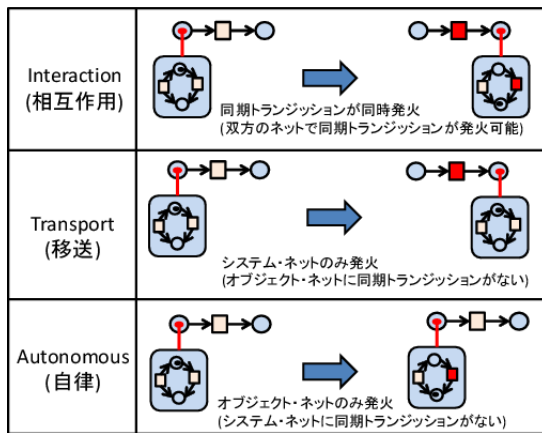 Interaction
(相互作用)
同期トランジッションが同時発火
(双方のネットで同期トランジションが発火可能)
Transport
(移送)
システム・ネットのみ発火
(オブジェクト・ネットに同期トランジションがない)
Autonomous
(自律)
オブジェクト・ネットのみ発火
(システム・ネットに同期トランジションがない)